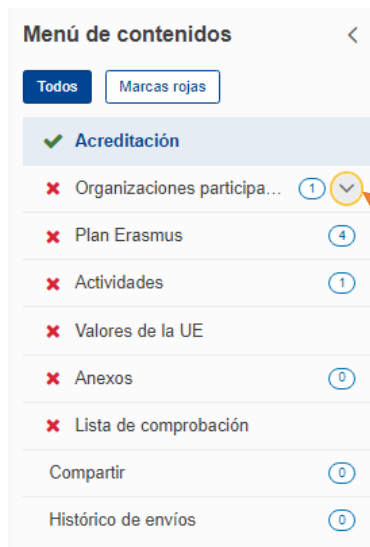 Menú de contenidos
Todos Marcas rojas
Acreditación
Organizaciones participa... 1
Plan Erasmus 4
Actividades 1
Valores de la UE
Anexos 0
Lista de comprobación
Compartir 0
Histórico de envíos 0